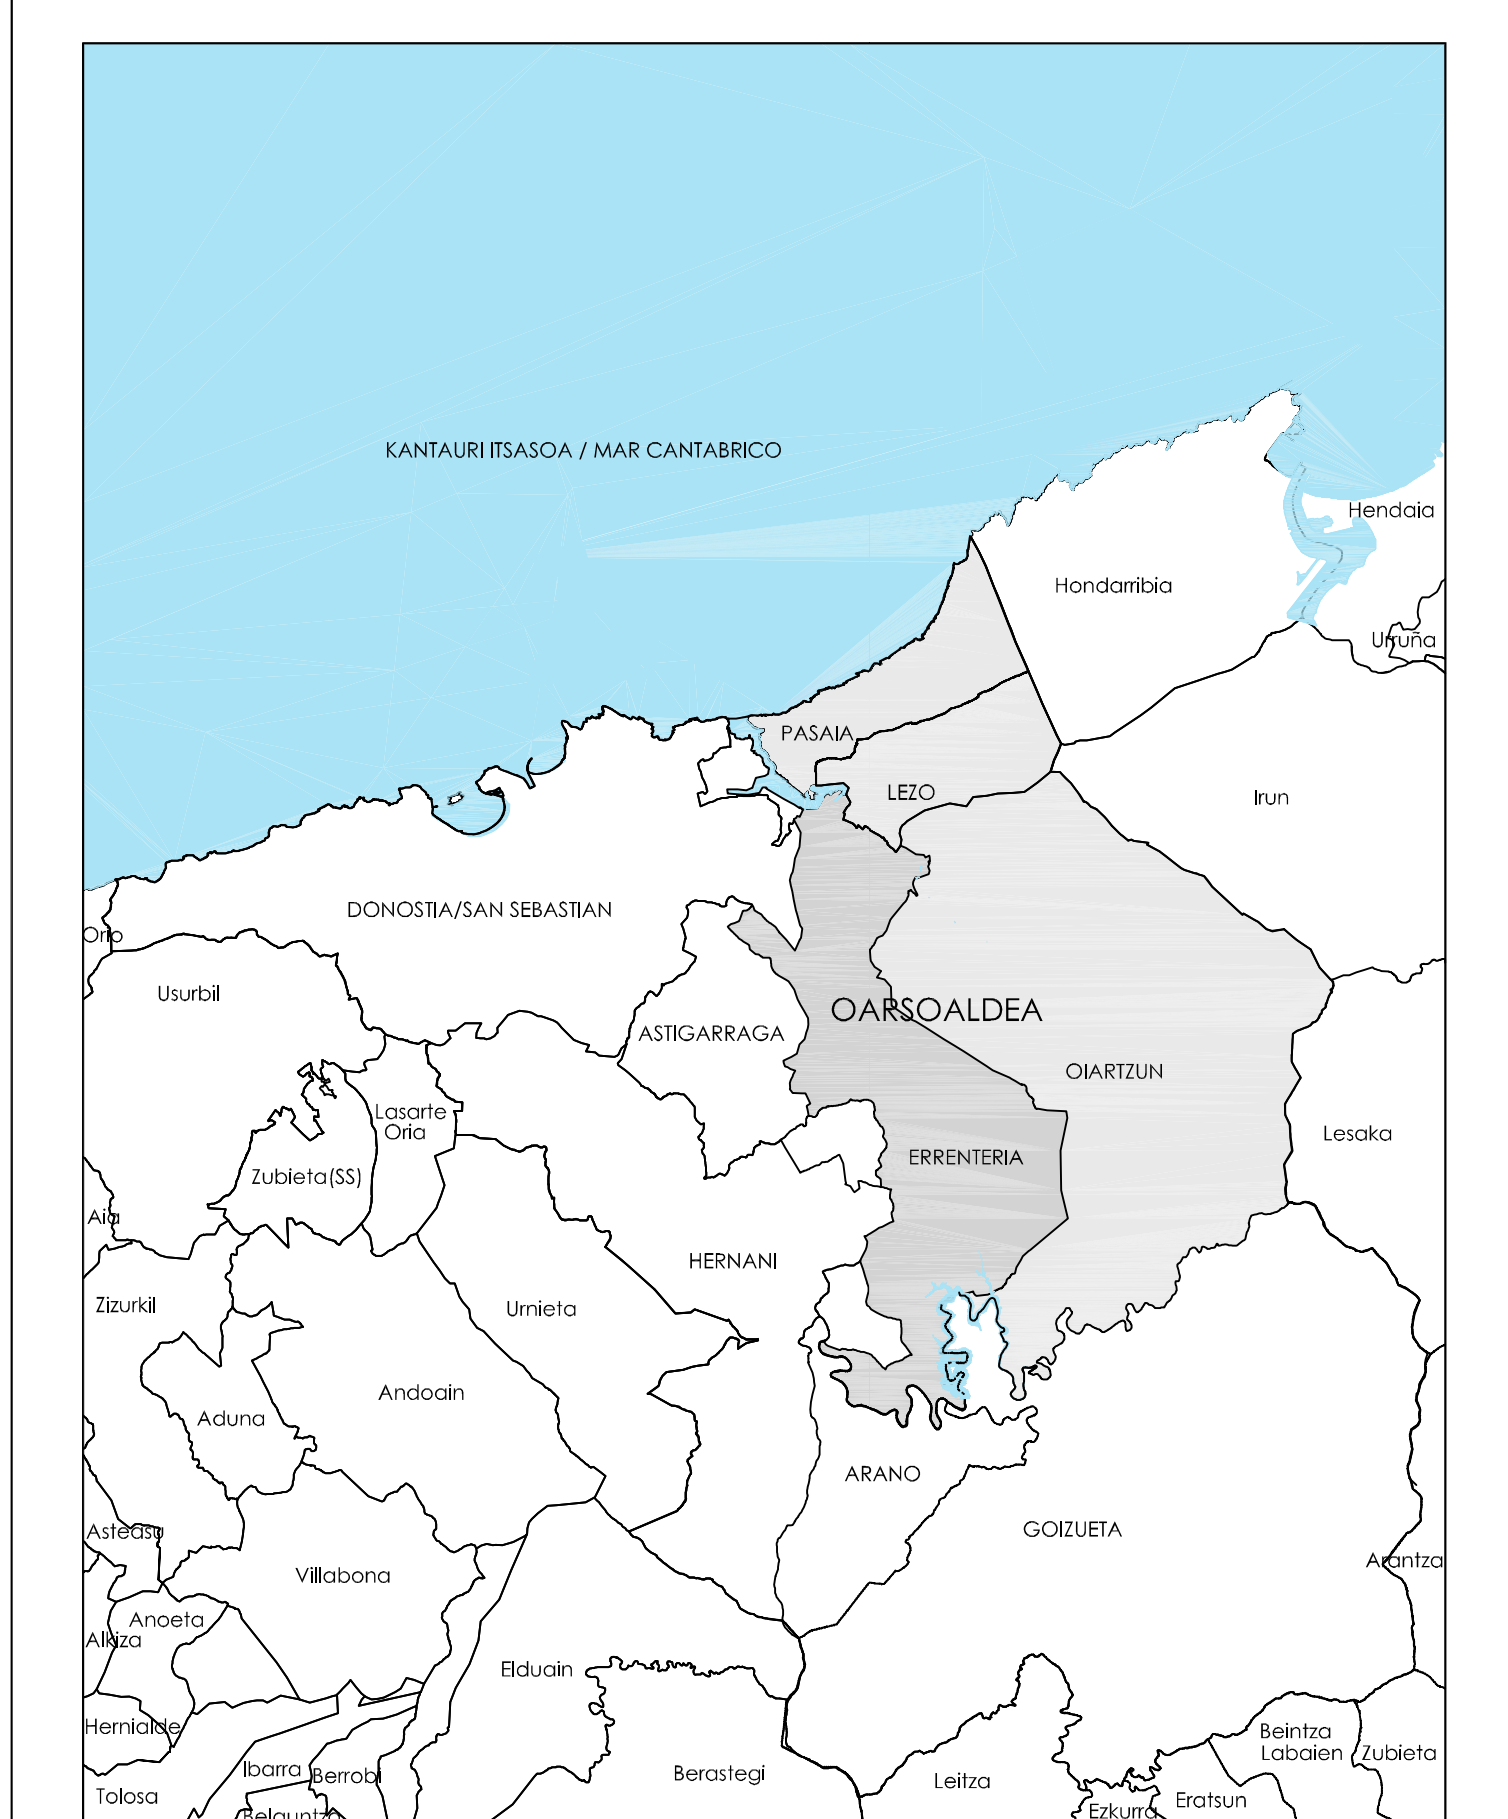 KANTAURI ITSASOA / MAR CANTABRICO
Hendaia
Hondarribia
Urruña
PASAIA
LEZO
Irun
DONOSTIA/SAN SEBASTIAN
Orio
Usurbil
OARSOALDEA
ASTIGARRAGA
OIARTZUN
Lasarte
Oria
Lesaka
ERRENTERIA
Zubieta(SS)
Aia
HERNANI
Zizurkil
Urnieta
Andoain
Aduna
ARANO
GOIZUETA
Asteasu
Arantza
Villabona
Anoeta
Alkiza
Elduain
Hernialde
Beintza
Labaien
Zubieta
Ibarra
Berrobi
Berastegi
Leitza
Tolosa
Eratsun
Ezkurra
Belauntza